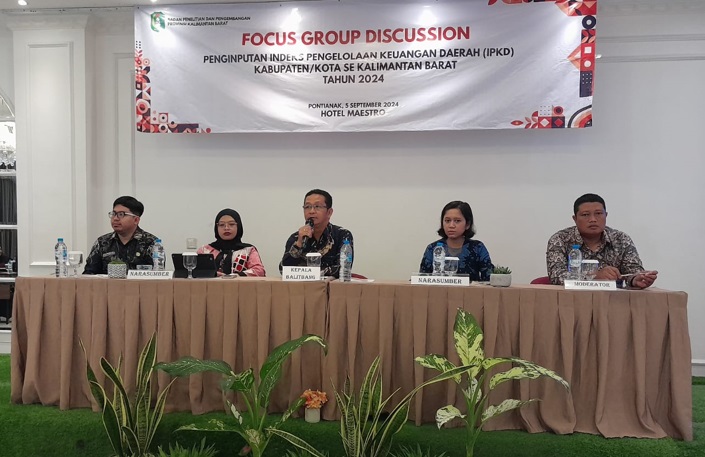 BADAN PENELITIAN DAN PENGEMBANGAN
PROVINSI KALIMANTAN BARAT
FOCUS GROUP DISCUSSION
PENGINPUTAN INDEKS PENGELOLAAN KEUANGAN DAERAH (IPKD)
KABUPATEN/KOTA SE KALIMANTAN BARAT
TAHUN 2024
PONTIANAK, 5 SEPTEMBER 2024
HOTEL MAESTRO
NARASUMBER
KEPALA
BALITBANG
NARASUMBER
MODERATOR